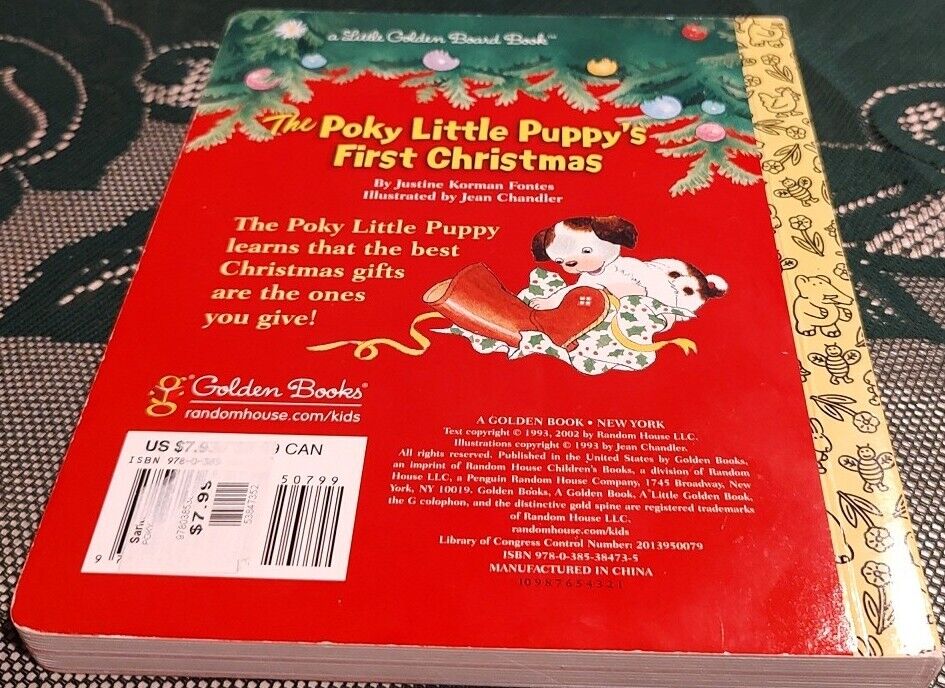 a Little Golden Board Book™
The Poky Little Puppy's
First Christmas
By Justine Korman Fontes
Illustrated by Jean Chandler
The Poky Little Puppy
learns that the best
Christmas gifts
are the ones
you give!
Golden Books®
randomhouse.com/kids
US $7.99 CAN
ISBN 978-0-385
50799
53847352
$7.99
A GOLDEN BOOK • NEW YORK
Text copyright © 1993, 2002 by Random House LLC.
Illustrations copyright © 1993 by Jean Chandler.
All rights reserved. Published in the United States by Golden Books,
an imprint of Random House Children's Books, a division of Random
House LLC, a Penguin Random House Company, 1745 Broadway, New
York, NY 10019. Golden Books, A Golden Book, A Little Golden Book,
the G colophon, and the distinctive gold spine are registered trademarks
of Random House LLC.
randomhouse.com/kids
Library of Congress Control Number: 2013950079
ISBN 978-0-385-38473-5
MANUFACTURED IN CHINA
10 9 8 7 6 5 4 3 2 1